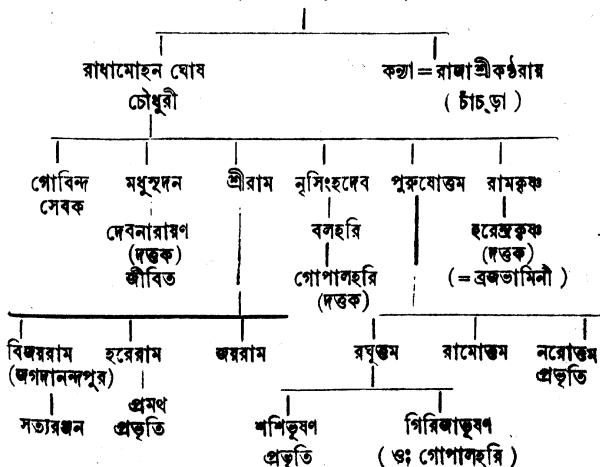 রাধামোহন ঘোষ কন্যা = রাজা শ্রীকণ্ঠরায়
চৌধুরী ( চাঁচড়া )
গোবিন্দ মধুসূদন শ্রীরাম নৃসিংহদেব পুরুষোত্তম রামকৃষ্ণ
সেবক
দেবনারায়ণ বলহরি হরেন্দ্রকৃষ্ণ
(দত্তক) (দত্তক)
জীবিত গোপালহরি ( = ব্রজভামিনী )
(দত্তক)
বিজয়রাম হরেরাম জয়রাম রঘূত্তম রামোত্তম নরোত্তম
(জগদানন্দপুর) প্রভৃতি
সত্যরঞ্জন প্রমথ শশিভূষণ গিরিজাভূষণ
প্রভৃতি প্রভৃতি ( ওঃ গোপালহরি )